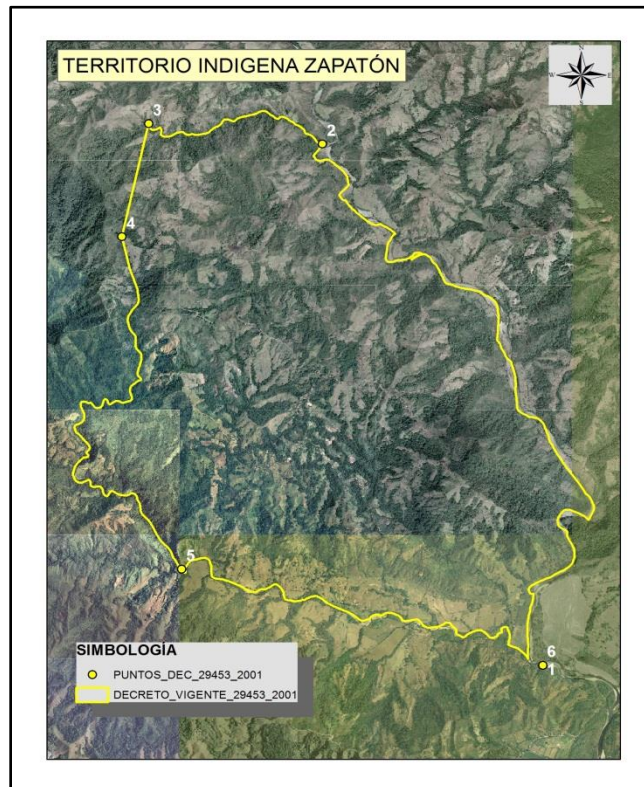 TERRITORIO INDIGENA ZAPATÓN
N
W E
S
3
2
4
5
6
1
SIMBOLOGÍA
PUNTOS_DEC_29453_2001
DECRETO_VIGENTE_29453_2001